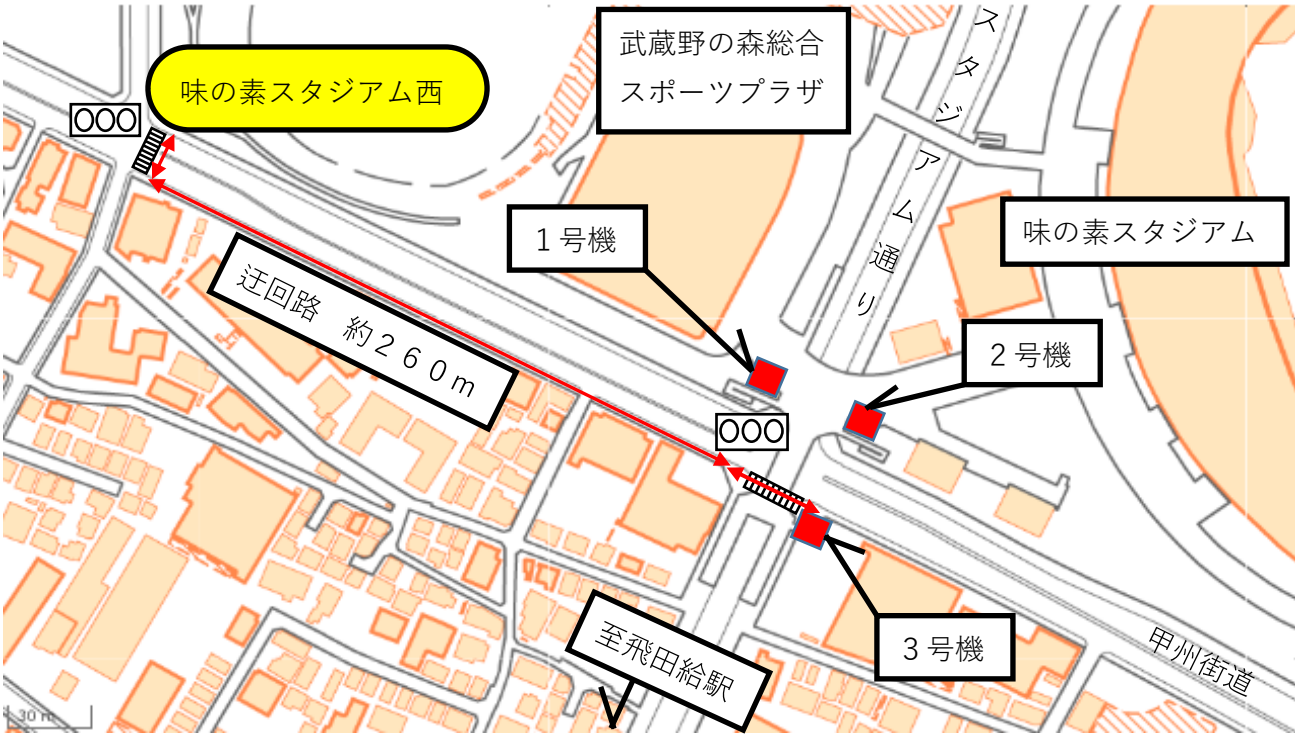 味の素スタジアム西
武蔵野の森総合
スポーツプラザ
スタジアム通り
味の素スタジアム
1号機
迂回路 約260m
2号機
3号機
至飛田給駅
甲州街道
30 m